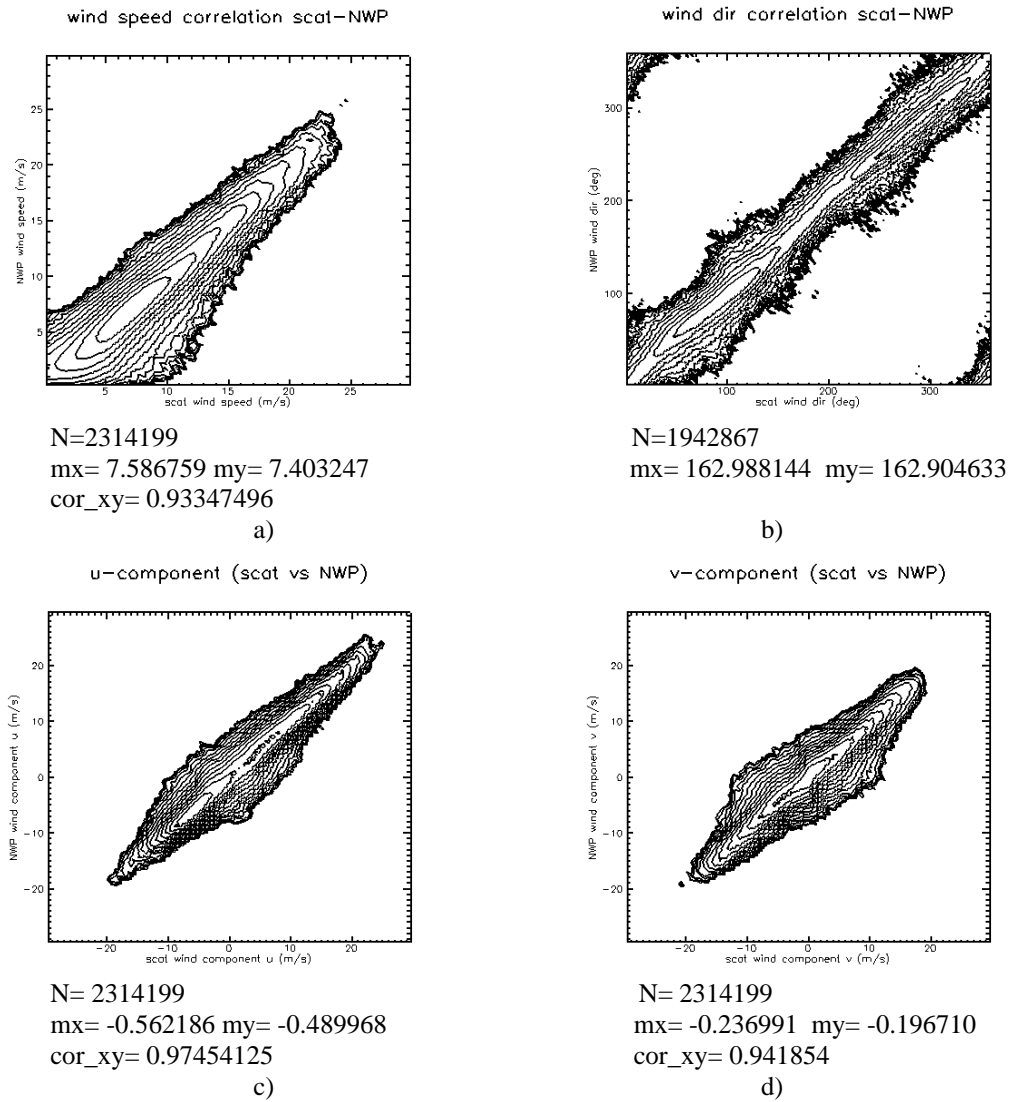 wind speed correlation scat-NWP
NWP wind speed (m/s)
25
20
15
10
5
5
10
15
20
25
scat wind speed (m/s)
N=2314199
mx= 7.586759 my= 7.403247
cor_xy= 0.93347496
a)
wind dir correlation scat-NWP
NWP wind dir (deg)
300
200
100
100
200
300
scat wind dir (deg)
N=1942867
mx= 162.988144 my= 162.904633
b)
u-component (scat vs NWP)
NWP wind component u (m/s)
20
10
0
-10
-20
-20
-10
0
10
20
scat wind component u (m/s)
N= 2314199
mx= -0.562186 my= -0.489968
cor_xy= 0.97454125
c)
v-component (scat vs NWP)
NWP wind component v (m/s)
20
10
0
-10
-20
-20
-10
0
10
20
scat wind component v (m/s)
N= 2314199
mx= -0.236991 my= -0.196710
cor_xy= 0.941854
d)